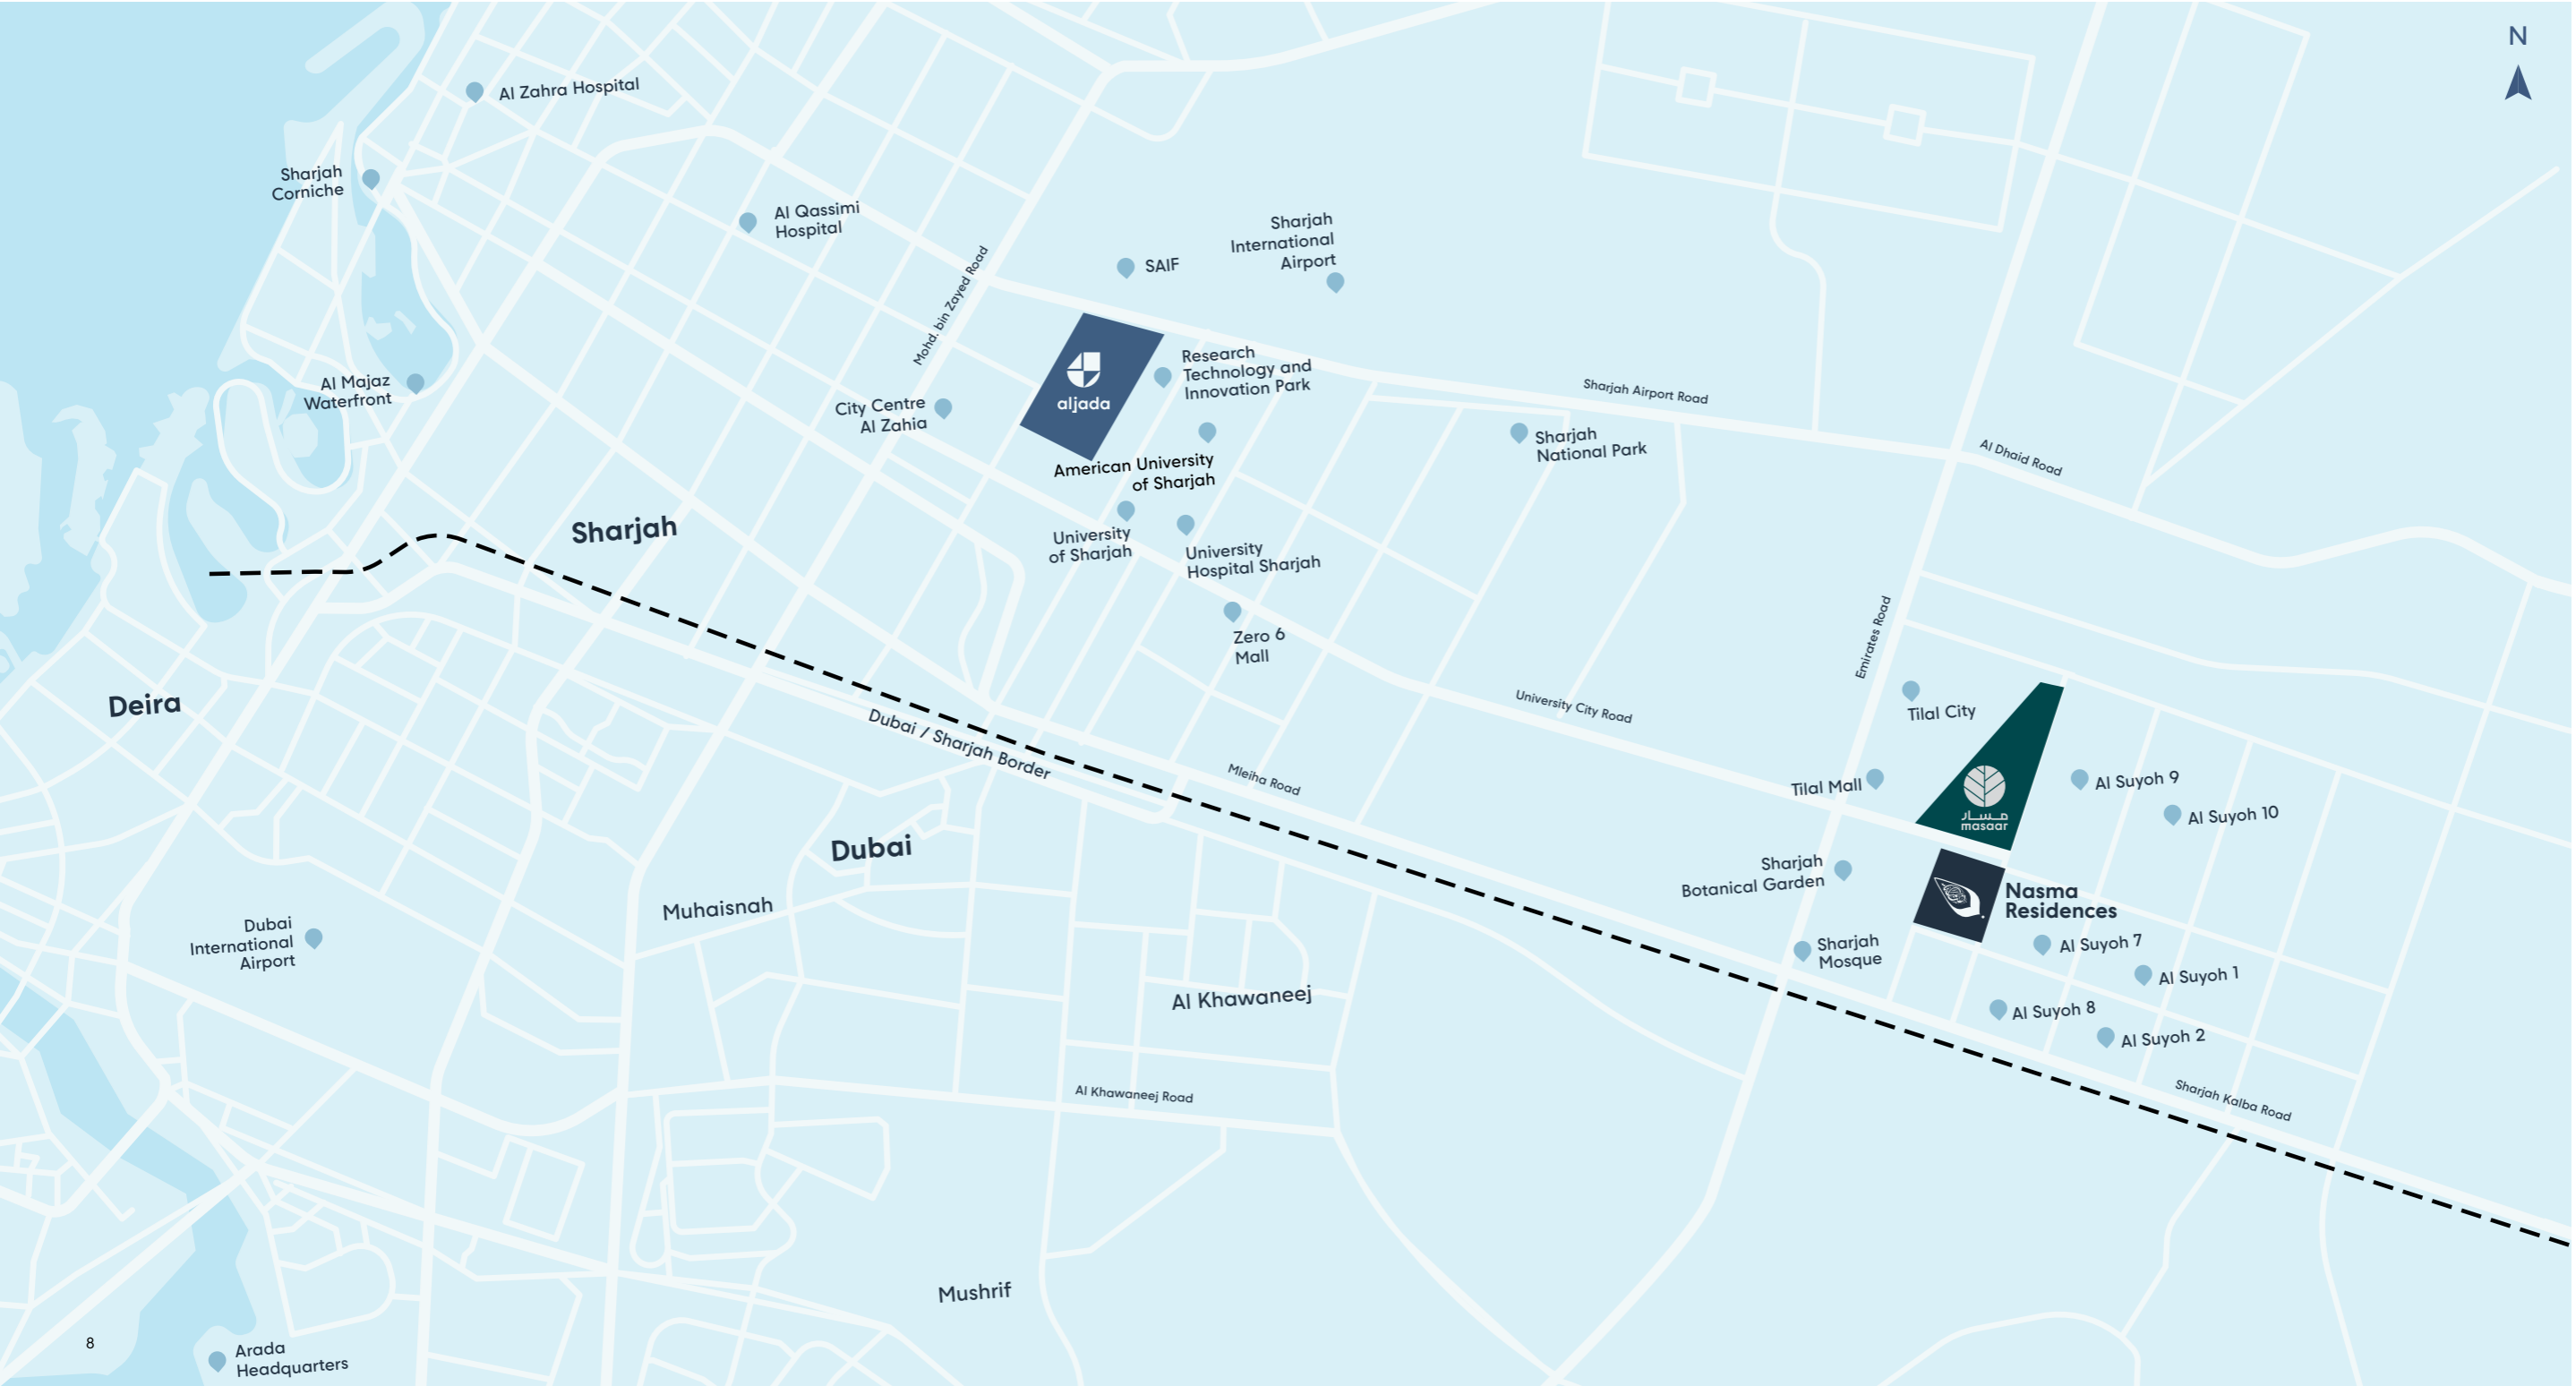 N
Al Zahra Hospital
Sharjah
Corniche
Al Qassimi
Hospital
Mohd. bin Zayed Road
SAIF
Sharjah
International
Airport
aljada
Research
Technology and
Innovation Park
Al Majaz
Waterfront
City Centre
Al Zahia
Sharjah Airport Road
Sharjah
National Park
Al Dhaid Road
American University
of Sharjah
Sharjah
University
of Sharjah
University
Hospital Sharjah
Zero 6
Mall
Emirates Road
Deira
Dubai / Sharjah Border
University City Road
Tilal City
Mleiha Road
Tilal Mall
مسار
masaar
Al Suyoh 9
Al Suyoh 10
Dubai
Muhaisnah
Sharjah
Botanical Garden
Nasma
Residences
Dubai
International
Airport
Sharjah
Mosque
Al Suyoh 7
Al Suyoh 1
Al Khawaneej
Al Suyoh 8
Al Suyoh 2
Al Khawaneej Road
Sharjah Kalba Road
Mushrif
8
Arada
Headquarters